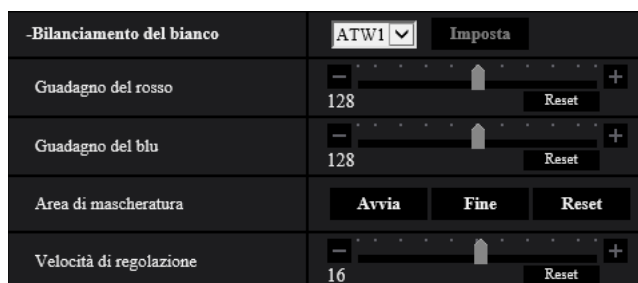 -Bilanciamento del bianco ATW1 Imposta
Guadagno del rosso − +
128 Reset
Guadagno del blu − +
128 Reset
Area di mascheratura Avvia Fine Reset
Velocità di regolazione − +
16 Reset